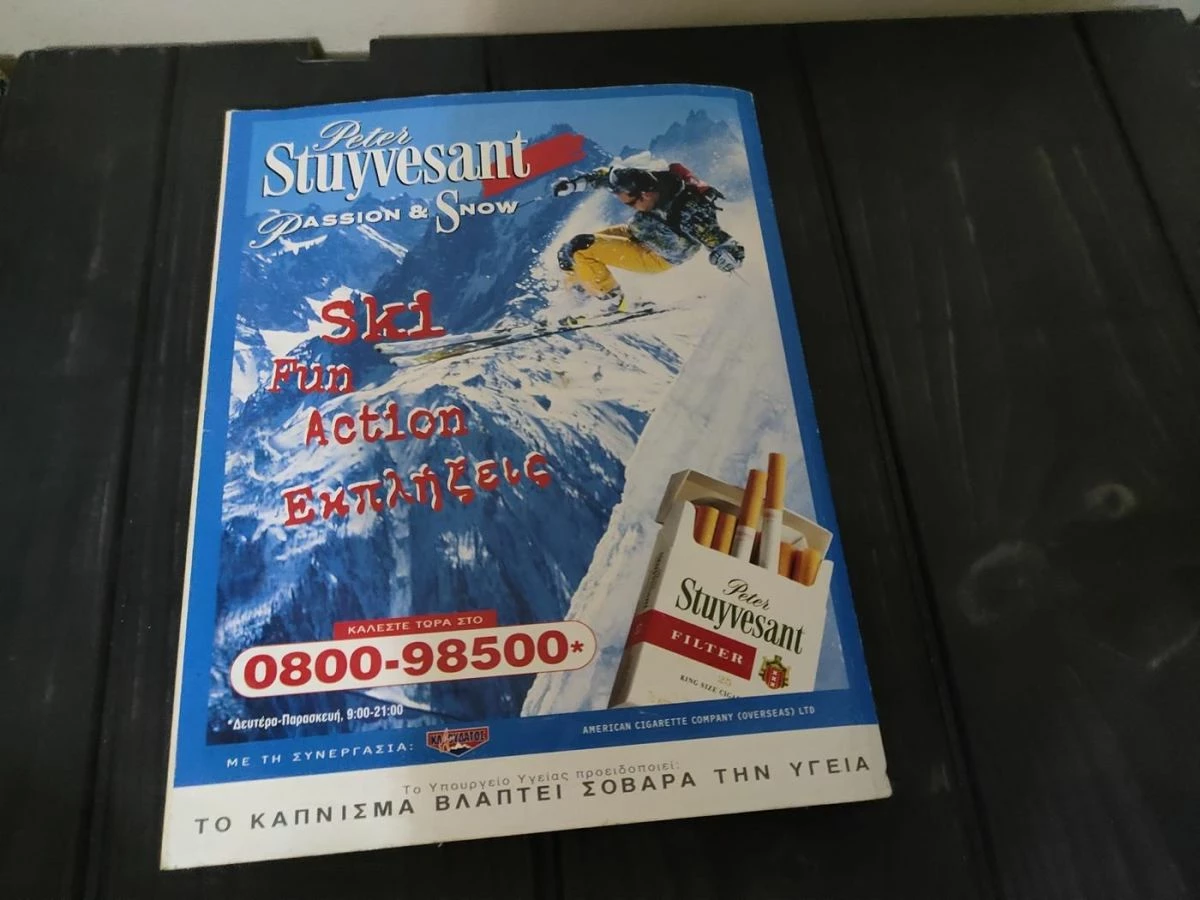 Peter
Stuyvesant
PASSION & SNOW
Ski
Fun
Action
Εκπλήξεις
Peter
Stuyvesant
FILTER
25
KING SIZE
ΚΑΛΕΣΤΕ ΤΩΡΑ ΣΤΟ
0800-98500*
* Δευτέρα-Παρασκευή, 9:00-21:00
ΜΕ ΤΗ ΣΥΝΕΡΓΑΣΙΑ:
AMERICAN CIGARETTE COMPANY (OVERSEAS) LTD
Το Υπουργείο Υγείας προειδοποιεί:
ΤΟ ΚΑΠΝΙΣΜΑ ΒΛΑΠΤΕΙ ΣΟΒΑΡΑ ΤΗΝ ΥΓΕΙΑ